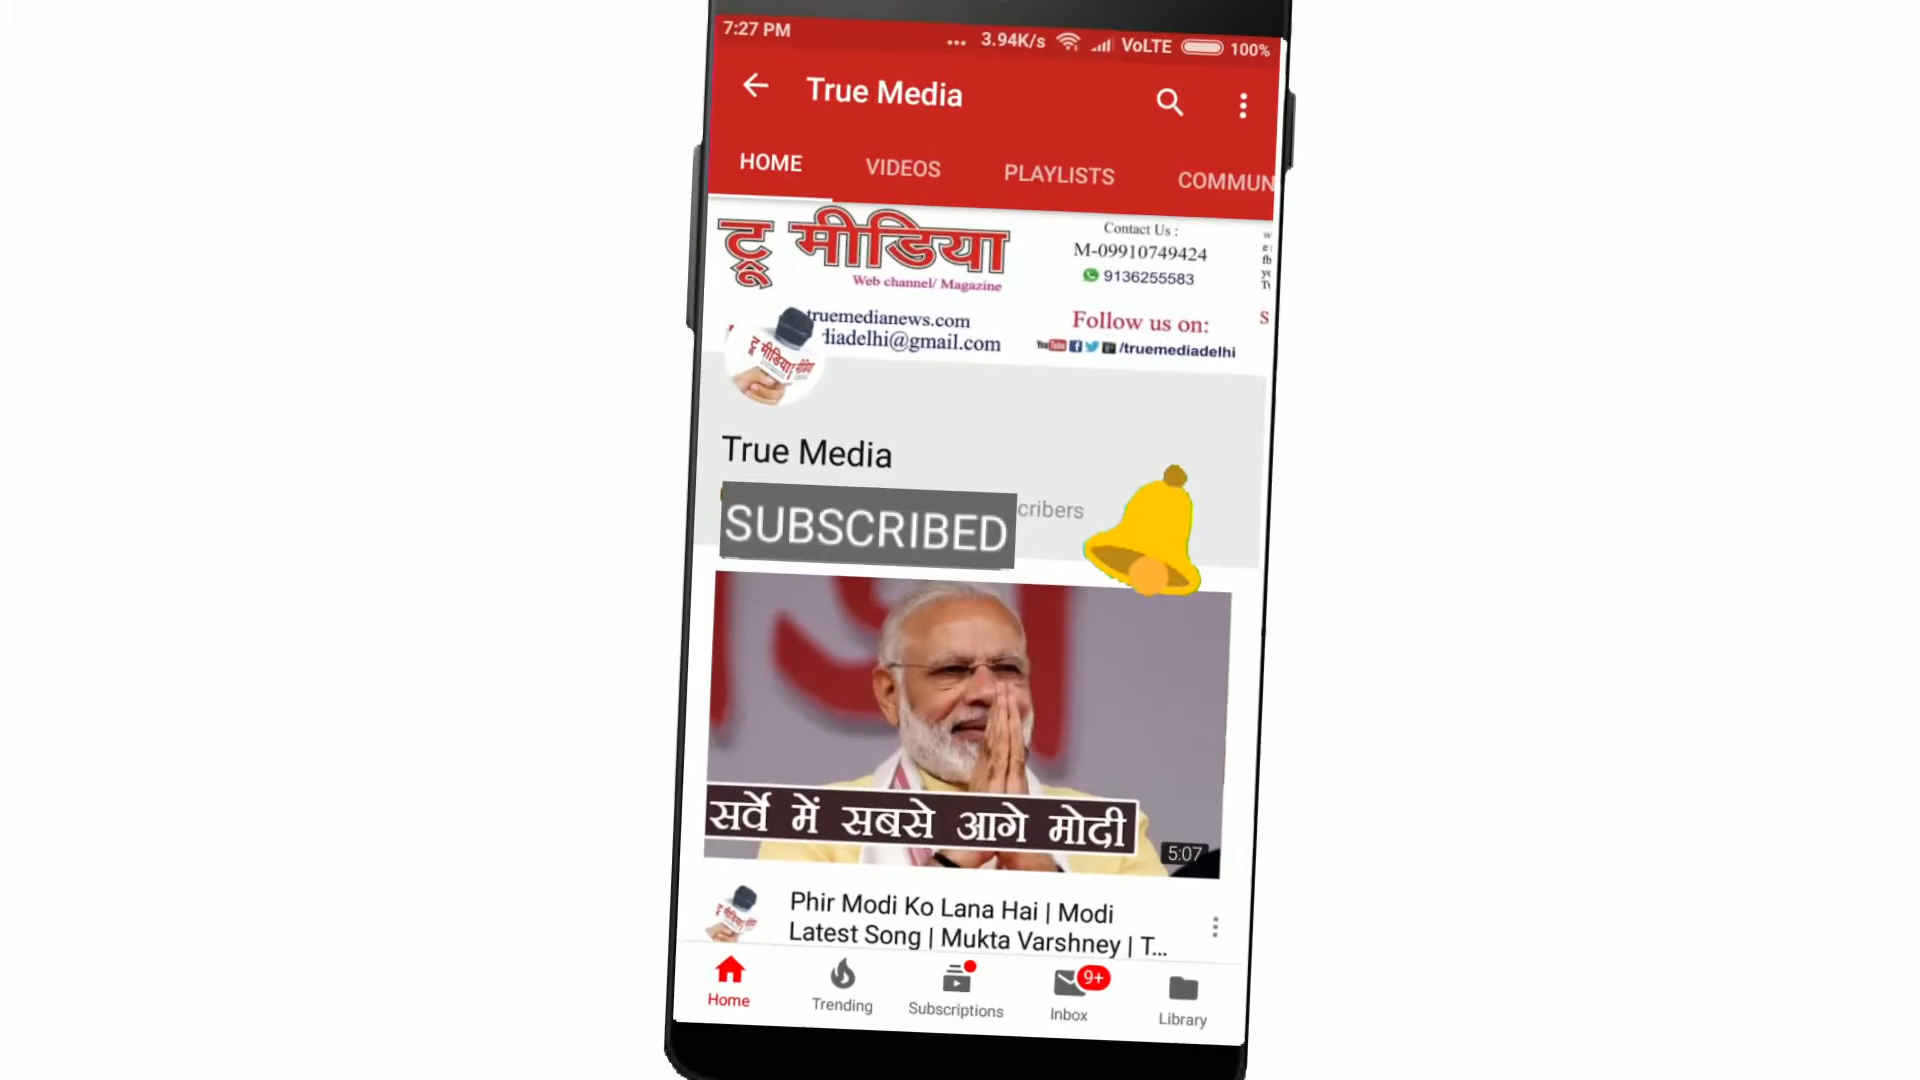 7:27 PM
... 3.94K/s VoLTE 100%
True Media
HOME VIDEOS PLAYLISTS COMMUN
ट्रू मीडिया
Web channel/ Magazine
Contact Us :
M-09910749424
9136255583
truemedianews.com
diadelhi@gmail.com
Follow us on:
You Tube /truemediadelhi
S
True Media
SUBSCRIBED
cribers
सर्वे में सबसे आगे मोदी
5:07
Phir Modi Ko Lana Hai | Modi
Latest Song | Mukta Varshney | T...
Home
Trending
Subscriptions
9+
Inbox
Library